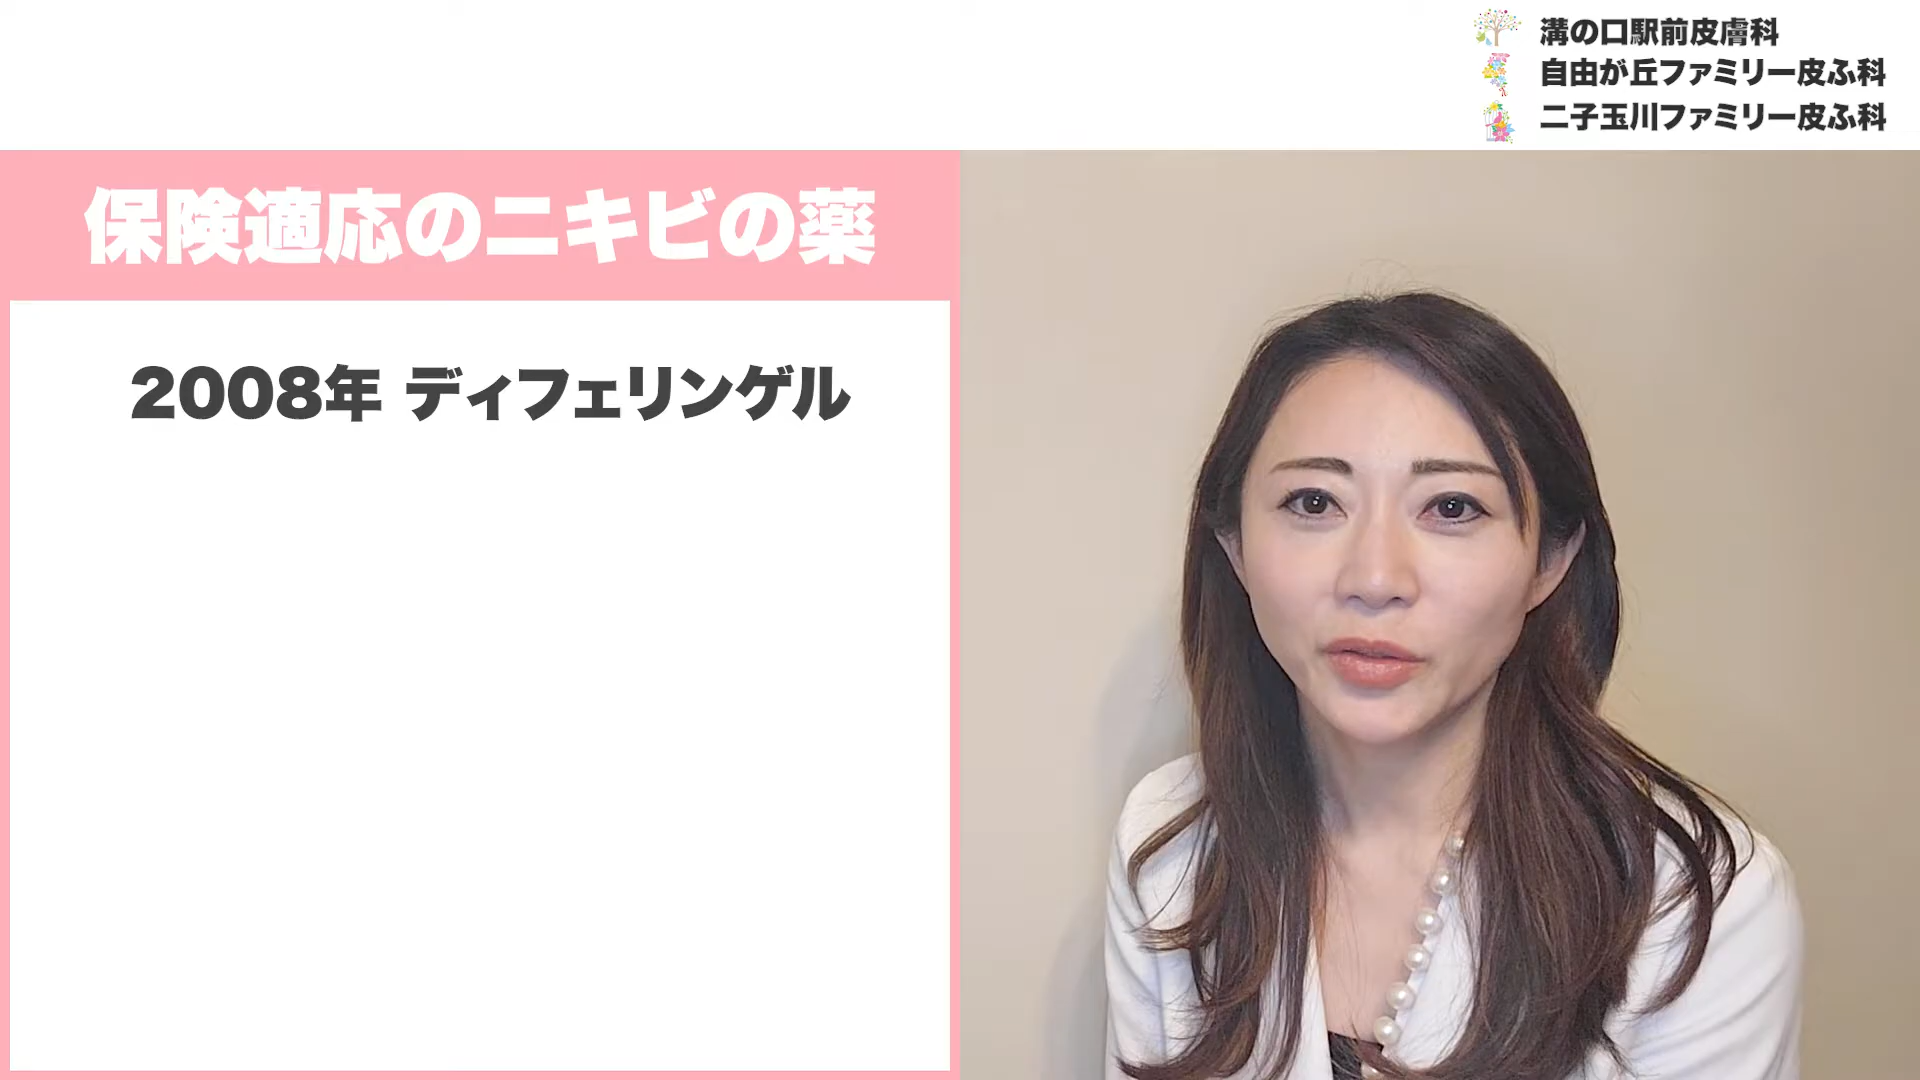 溝の口駅前皮膚科
自由が丘ファミリー皮ふ科
二子玉川ファミリー皮ふ科
保険適応のニキビの薬
2008年 ディフェリンゲル